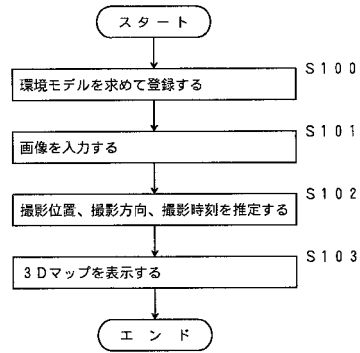 スタート
S100
環境モデルを求めて登録する
S101
画像を入力する
S102
撮影位置、撮影方向、撮影時刻を推定する
S103
3Dマップを表示する
エンド